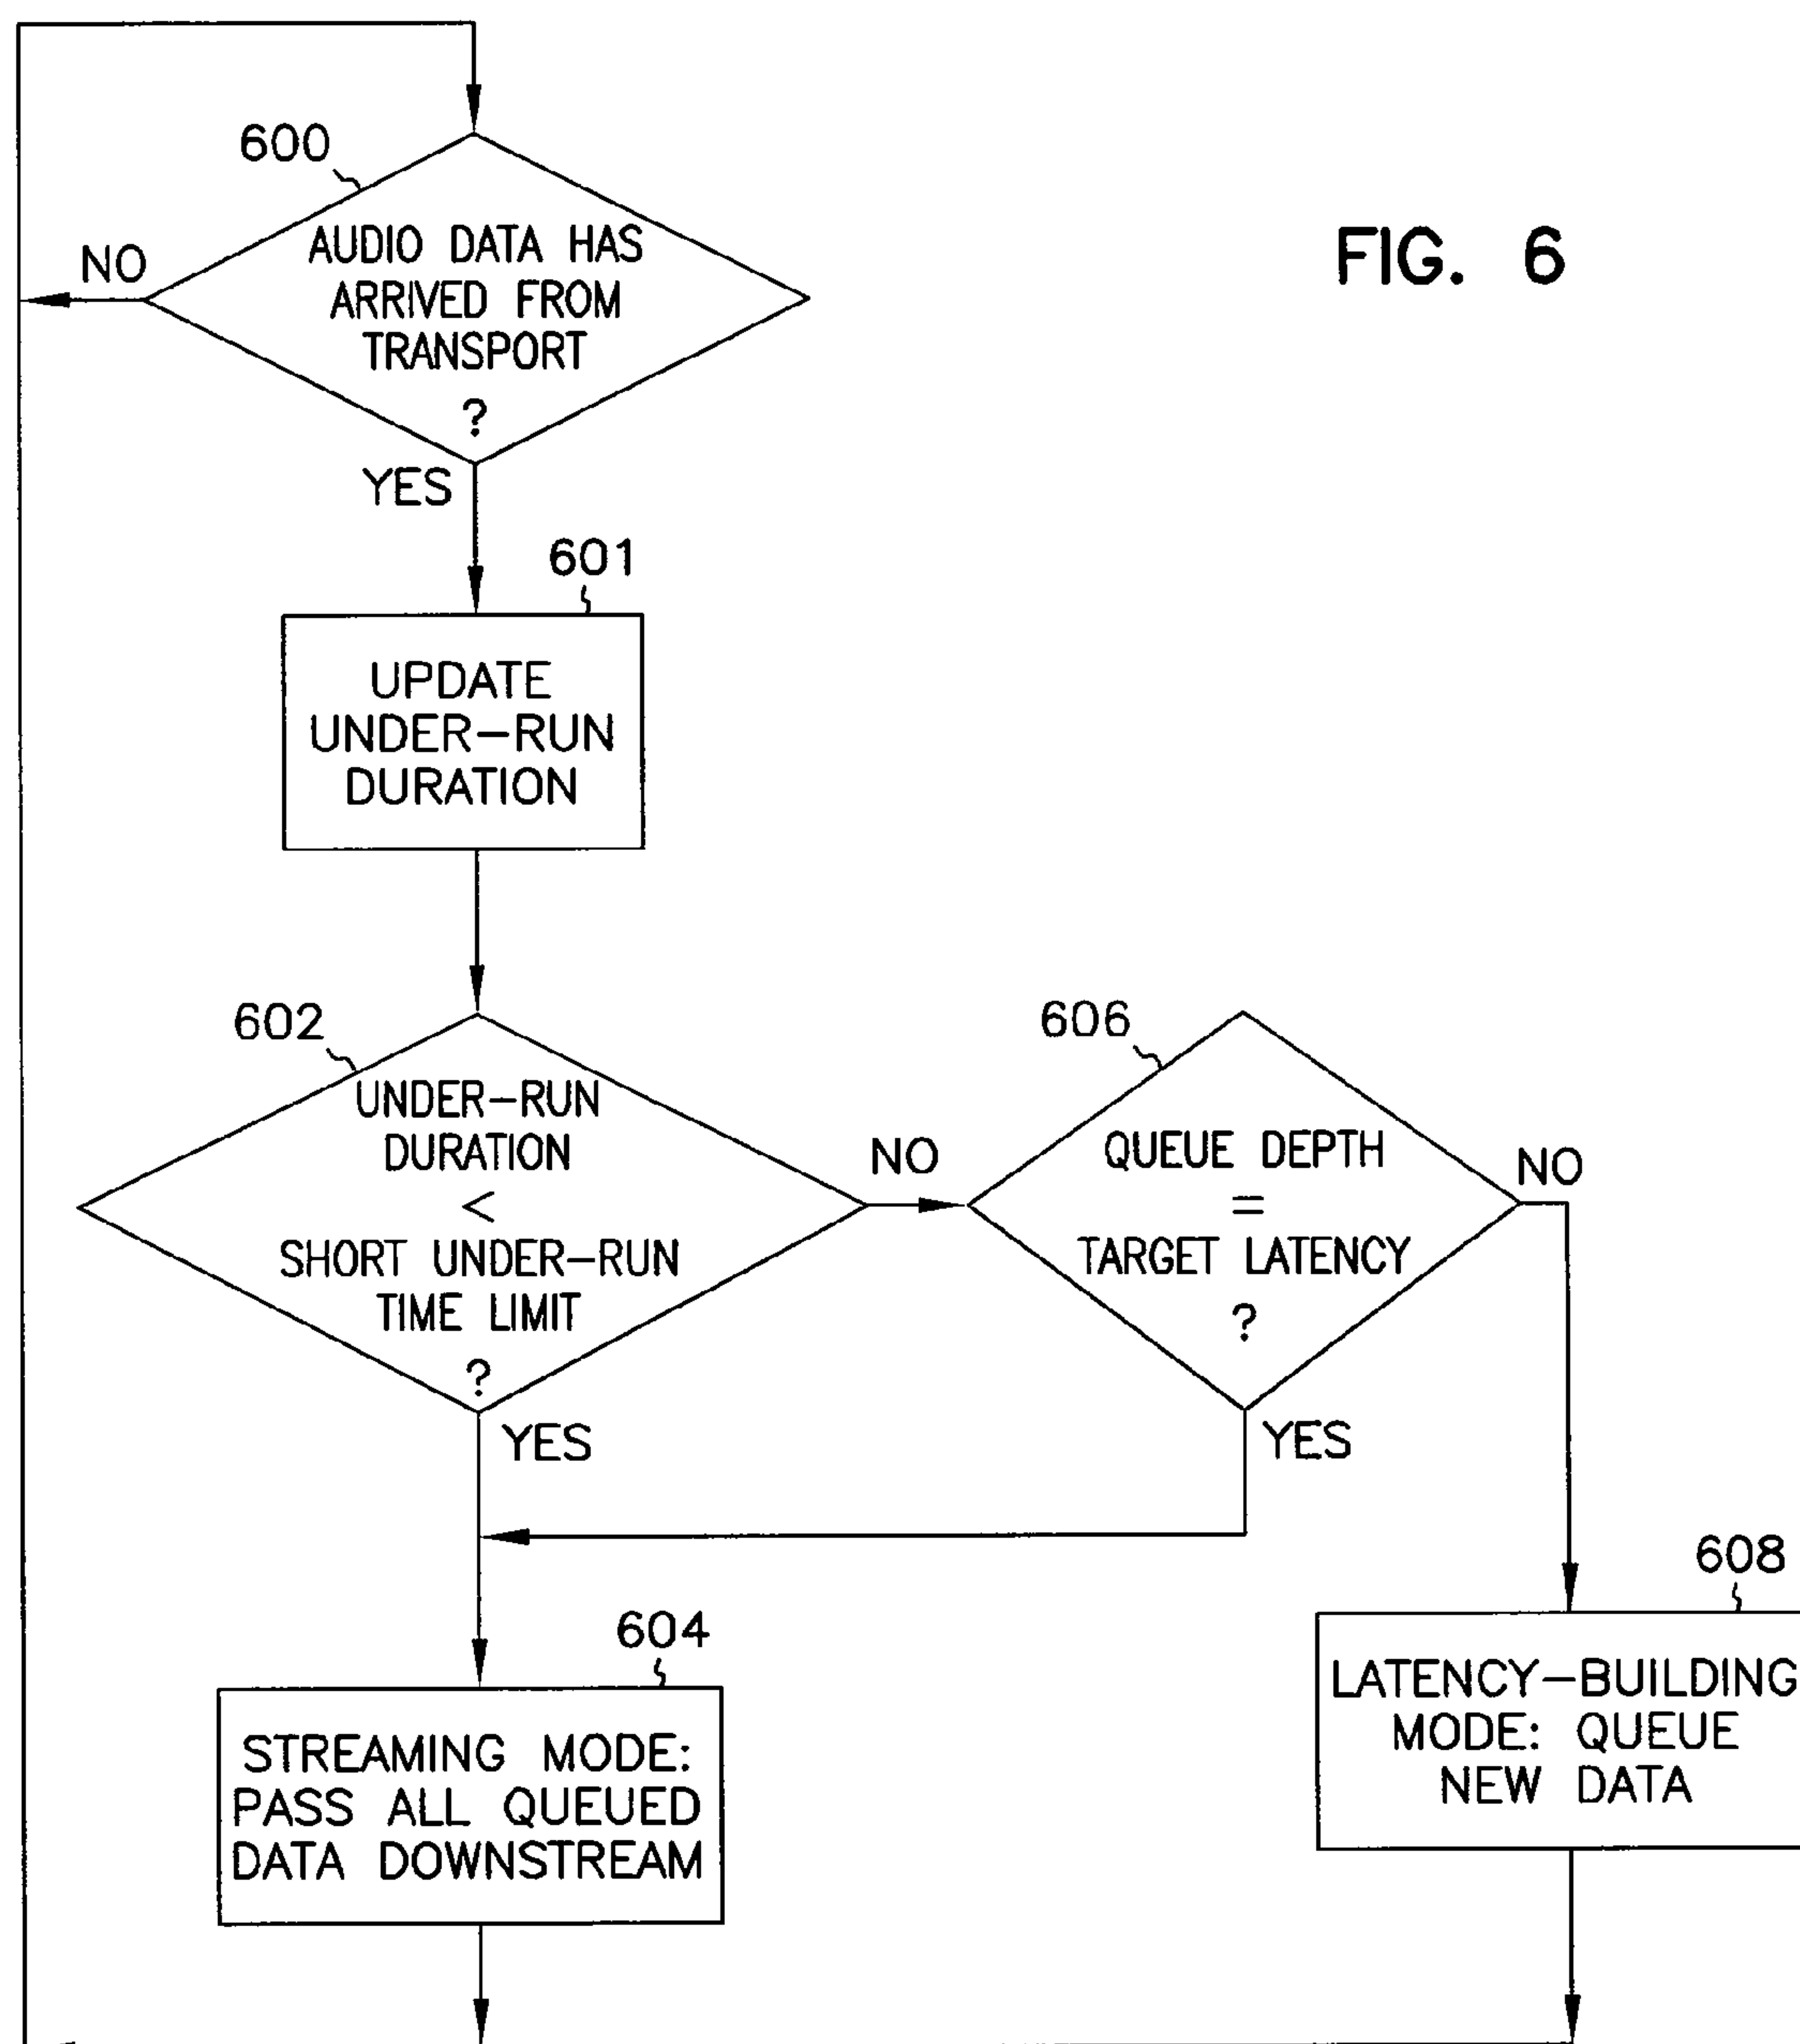 FIG. 6
600
AUDIO DATA HAS
ARRIVED FROM
TRANSPORT
?
NO
YES
601
UPDATE
UNDER-RUN
DURATION
602
UNDER-RUN
DURATION
<
SHORT UNDER-RUN
TIME LIMIT
?
NO
YES
606
QUEUE DEPTH
=
TARGET LATENCY
?
NO
YES
604
STREAMING MODE:
PASS ALL QUEUED
DATA DOWNSTREAM
608
LATENCY-BUILDING
MODE: QUEUE
NEW DATA